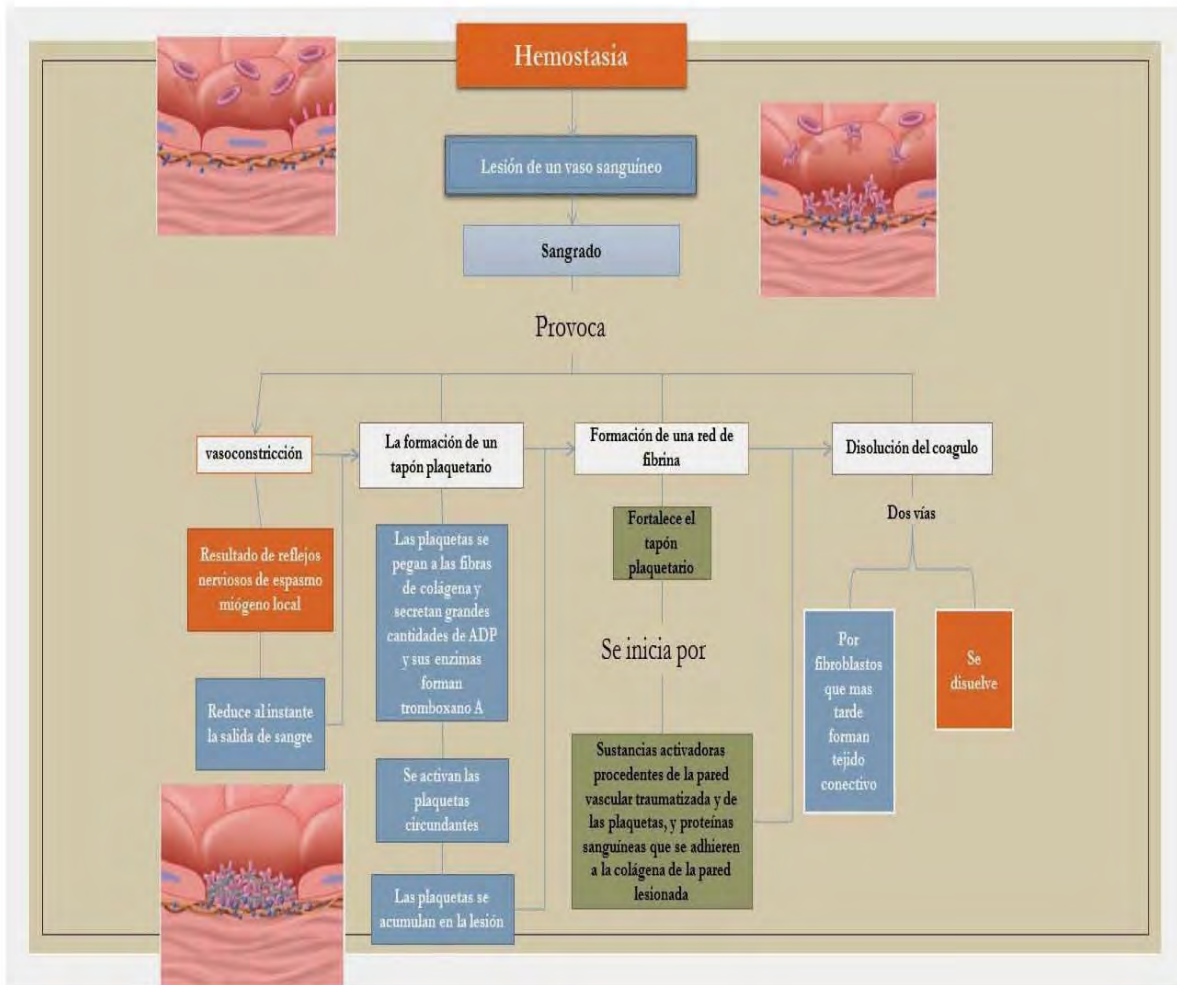 Hemostasia
Lesión de un vaso sanguíneo
Sangrado
Provoca
vasoconstricción
Resultado de reflejos
nerviosos de espasmo
miógeno local
Reduce al instante
la salida de sangre
La formación de un
tapón plaquetario
Las plaquetas se
pegan a las fibras
de colágena y
secretan grandes
cantidades de ADP
y sus enzimas
forman
tromboxano A
Se activan las
plaquetas
circundantes
Las plaquetas se
acumulan en la lesión
Formación de una red de
fibrina
Fortalece el
tapón
plaquetario
Se inicia por
Sustancias activadoras
procedentes de la pared
vascular traumatizada y de
las plaquetas, y proteínas
sanguíneas que se adhieren
a la colágena de la pared
lesionada
Disolución del coagulo
Dos vías
Por
fibroblastos
que mas
tarde
forman
tejido
conectivo
Se
disuelve